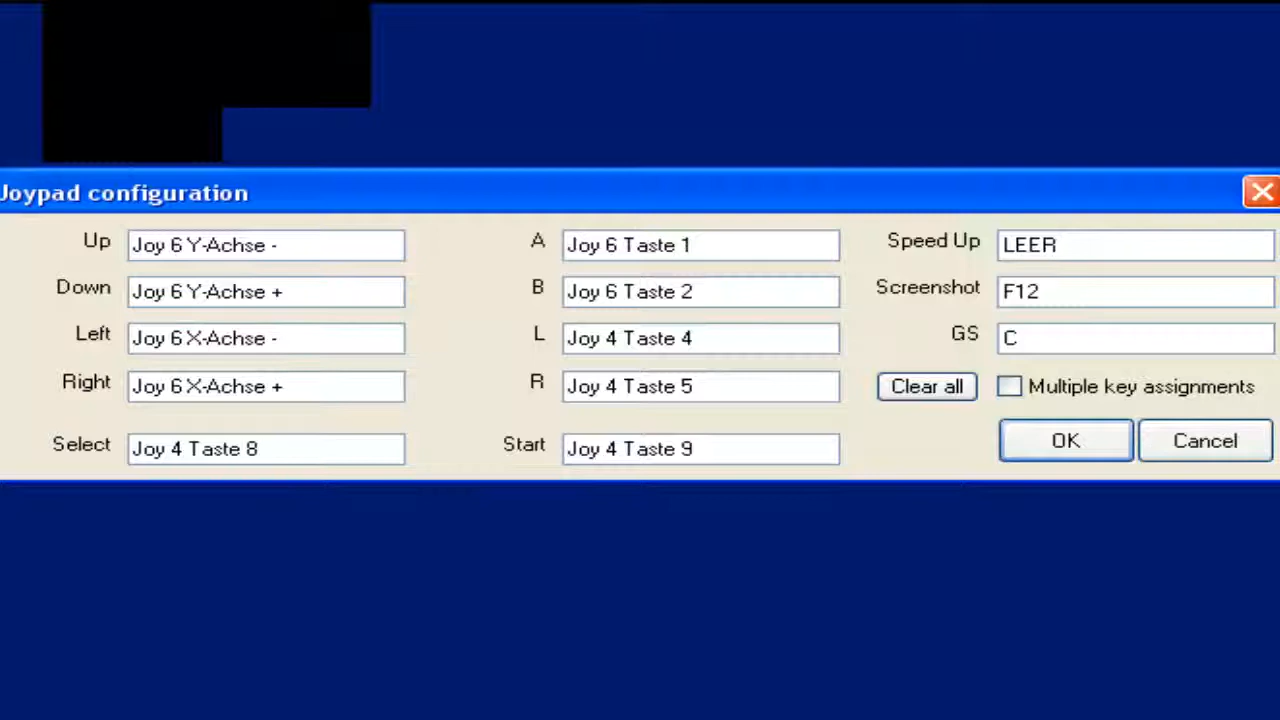 Joypad configuration
Up Joy 6 Y-Achse - A Joy 6 Taste 1 Speed Up LEER
Down Joy 6 Y-Achse + B Joy 6 Taste 2 Screenshot F12
Left Joy 6 X-Achse - L Joy 4 Taste 4 GS C
Right Joy 6 X-Achse + R Joy 4 Taste 5 Clear all Multiple key assignments
Select Joy 4 Taste 8 Start Joy 4 Taste 9 OK Cancel